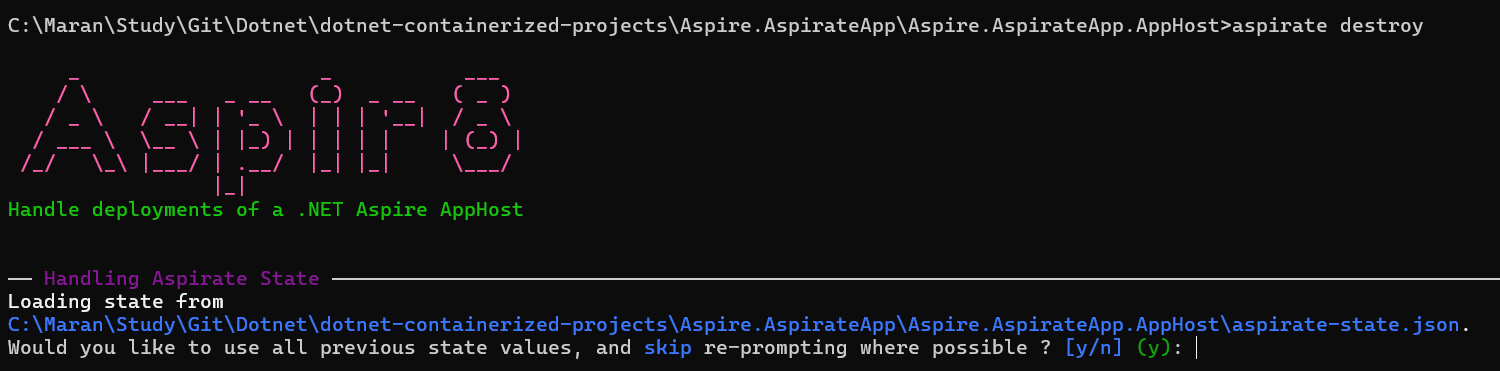 C:\Maran\Study\Git\Dotnet\dotnet-containerized-projects\Aspire.AspirateApp\Aspire.AspirateApp.AppHost>aspirate destroy
Aspir8
Handle deployments of a .NET Aspire AppHost
Handling Aspirate State
Loading state from
C:\Maran\Study\Git\Dotnet\dotnet-containerized-projects\Aspire.AspirateApp\Aspire.AspirateApp.AppHost\aspirate-state.json.
Would you like to use all previous state values, and skip re-prompting where possible ? [y/n] (y):